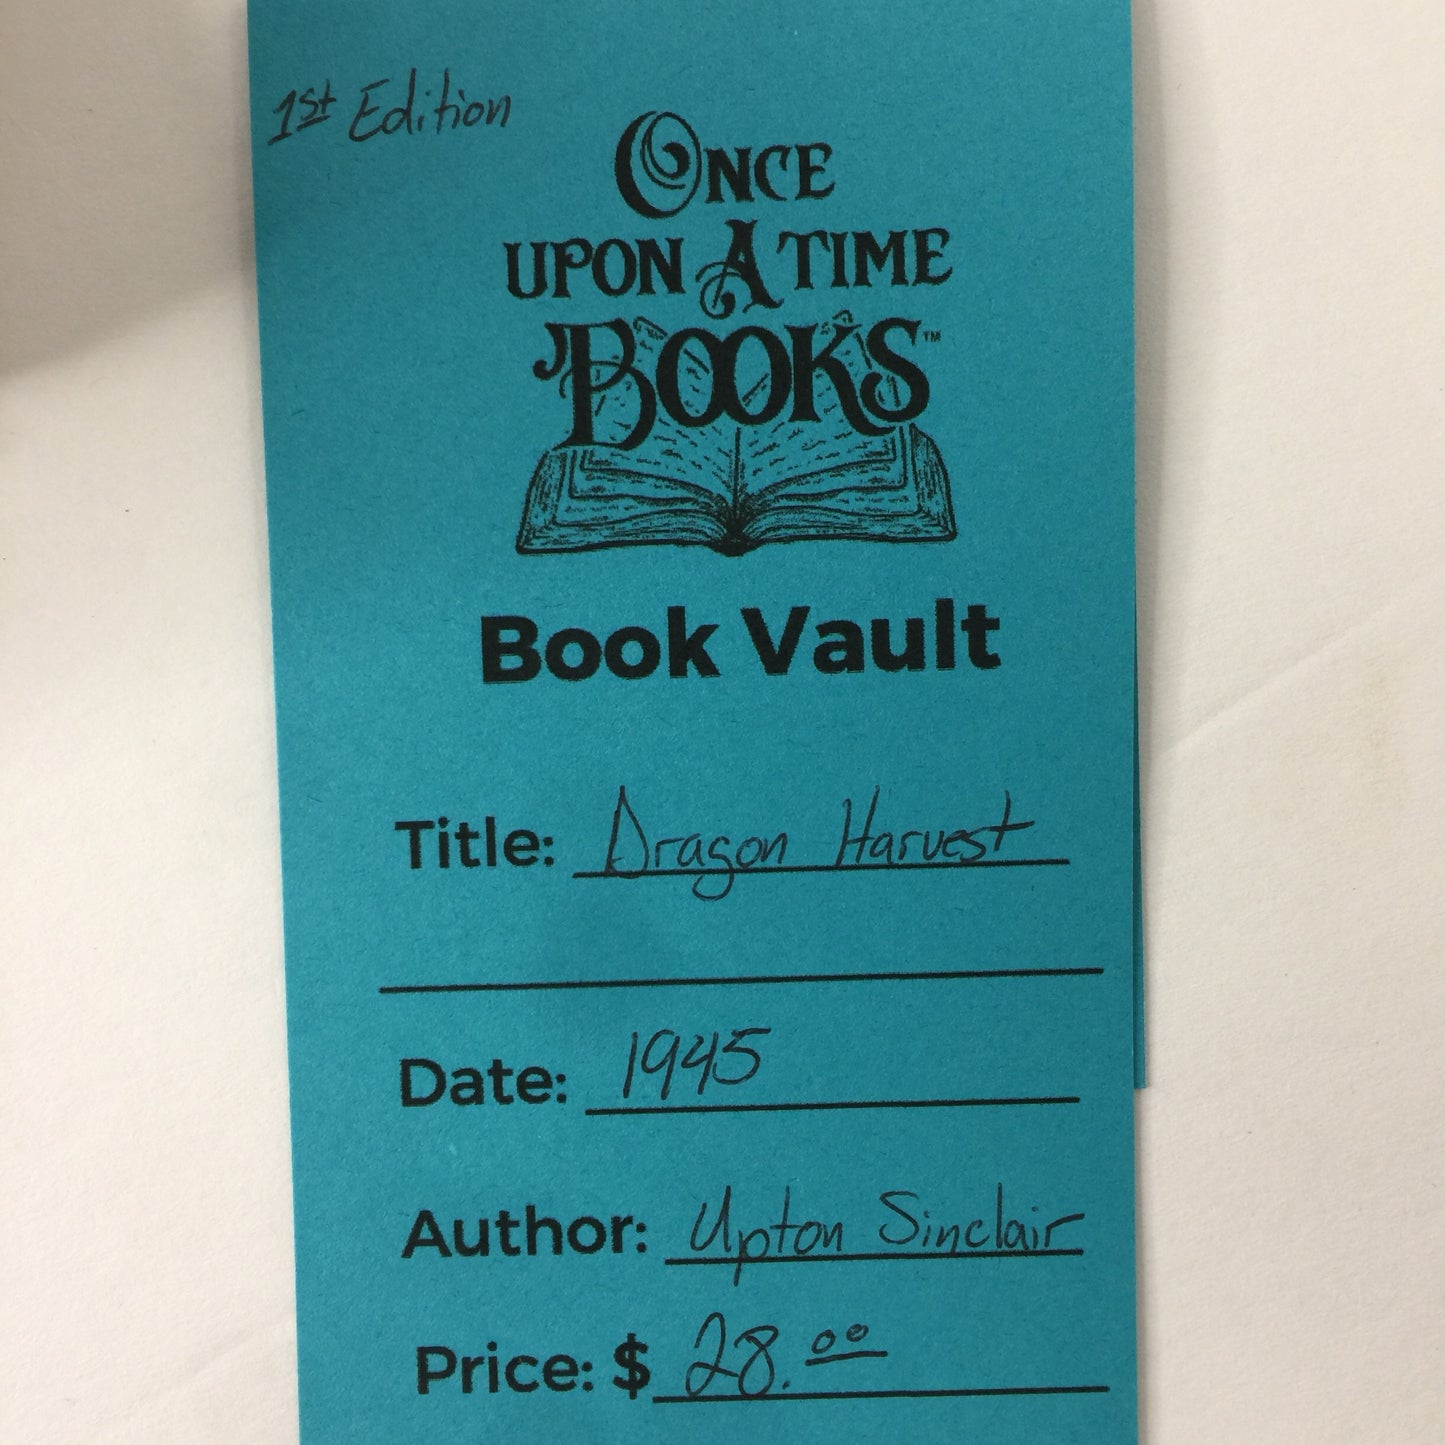 1st Edition
ONCE
UPON A TIME
BOOKS™
Book Vault
Title: Dragon Harvest
Date: 1945
Author: Upton Sinclair
Price: $ 28.00